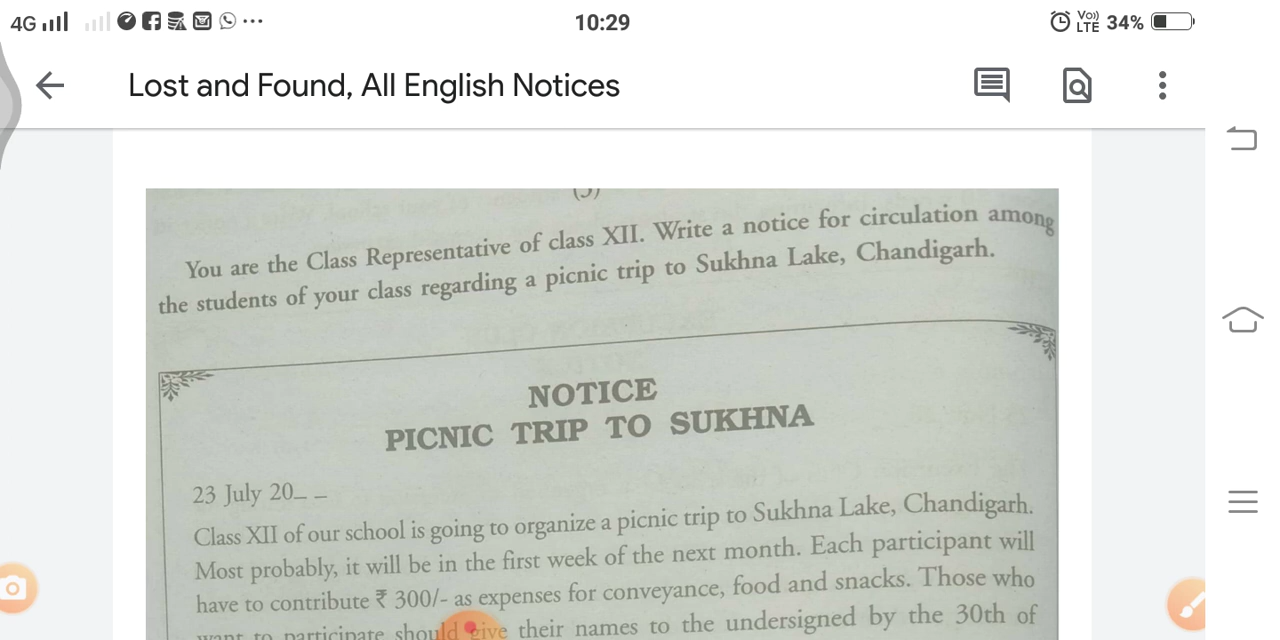 4G 10:29 Vo)) LTE 34%
Lost and Found, All English Notices
(3)
You are the Class Representative of class XII. Write a notice for circulation among
the students of your class regarding a picnic trip to Sukhna Lake, Chandigarh.
NOTICE
PICNIC TRIP TO SUKHNA
23 July 20_ _
Class XII of our school is going to organize a picnic trip to Sukhna Lake, Chandigarh.
Most probably, it will be in the first week of the next month. Each participant will
have to contribute ₹ 300/- as expenses for conveyance, food and snacks. Those who
want to participate should give their names to the undersigned by the 30th of